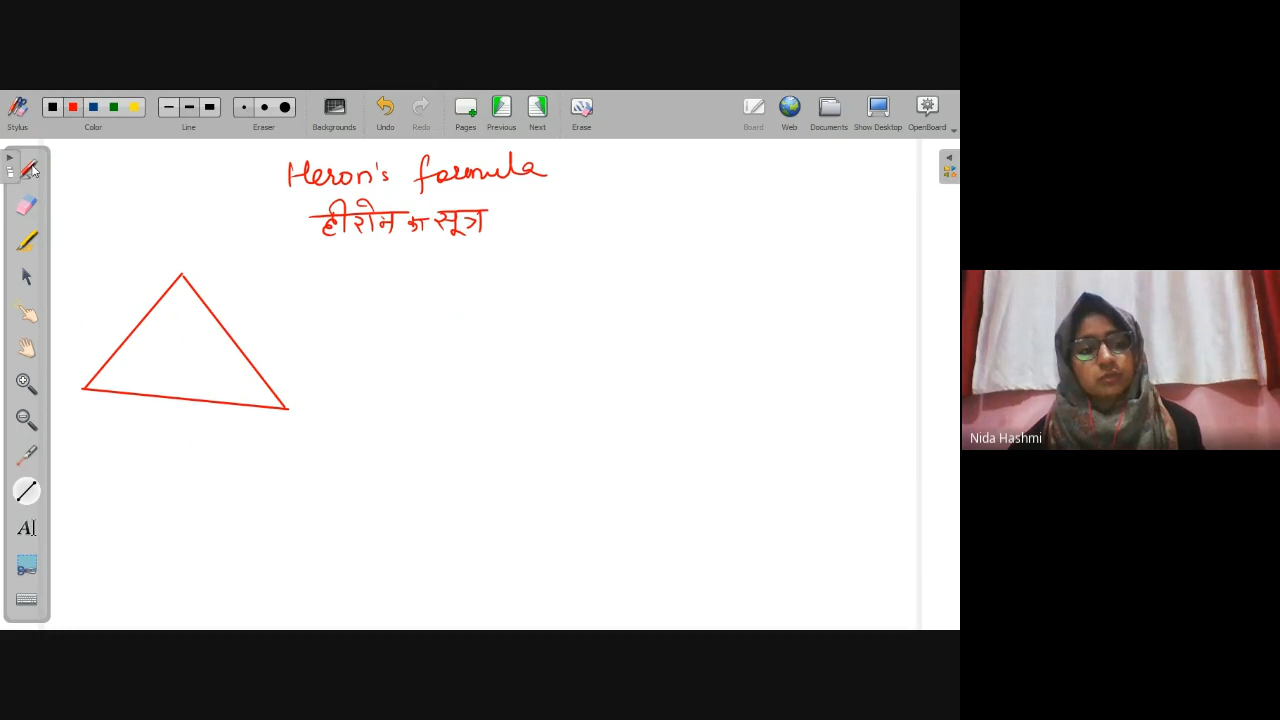 Stylus Color Line Eraser Backgrounds Undo Redo Pages Previous Next Erase Board Web Documents Show Desktop OpenBoard
Heron's formula
हीरोन का सूत्र
Nida Hashmi